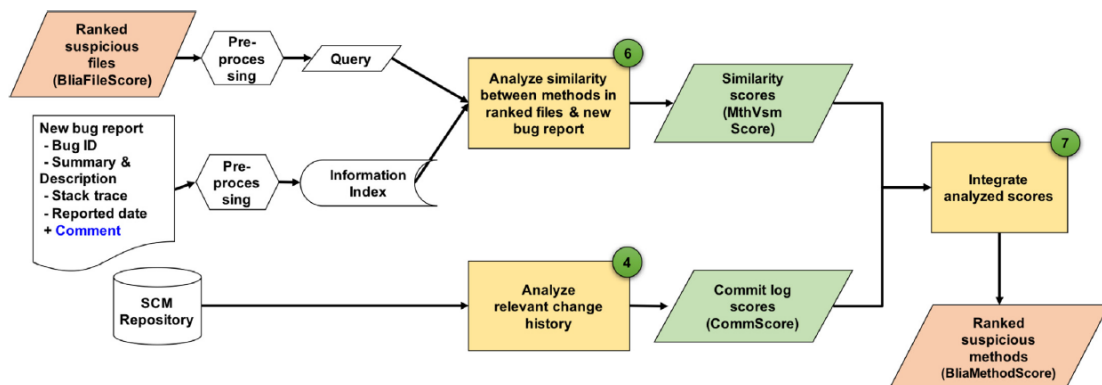 Ranked
suspicious
files
(BliaFileScore)
Pre-
proces
sing
Query
6
Analyze similarity
between methods in
ranked files & new
bug report
Similarity
scores
(MthVsm
Score)
New bug report
- Bug ID
- Summary &
Description
- Stack trace
- Reported date
+ Comment
Pre-
proces
sing
Information
Index
7
Integrate
analyzed scores
SCM
Repository
4
Analyze
relevant change
history
Commit log
scores
(CommScore)
Ranked
suspicious
methods
(BliaMethodScore)